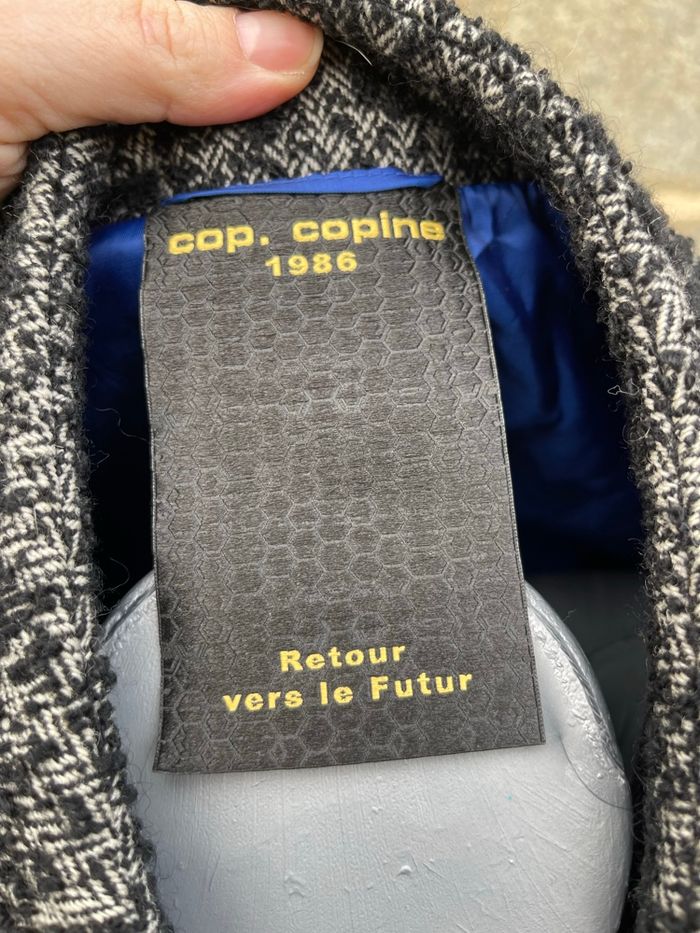 cop. copine
1986
Retour
vers le Futur